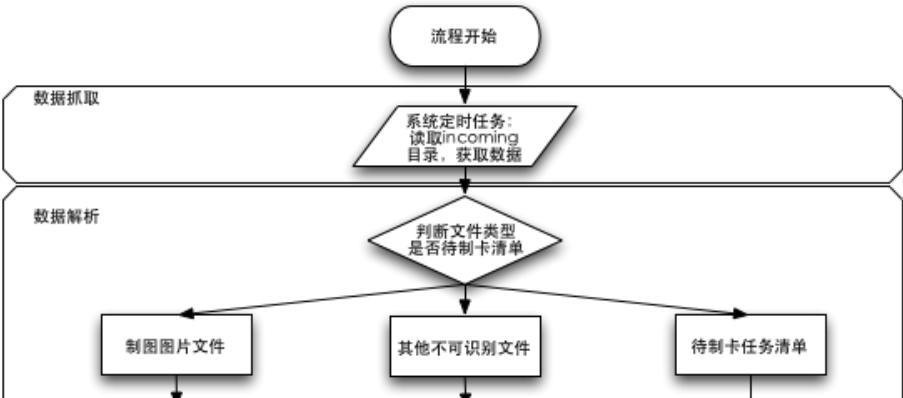 流程开始
数据抓取
系统定时任务：
读取incoming
目录，获取数据
数据解析
判断文件类型
是否待制卡清单
制图图片文件
其他不可识别文件
待制卡任务清单